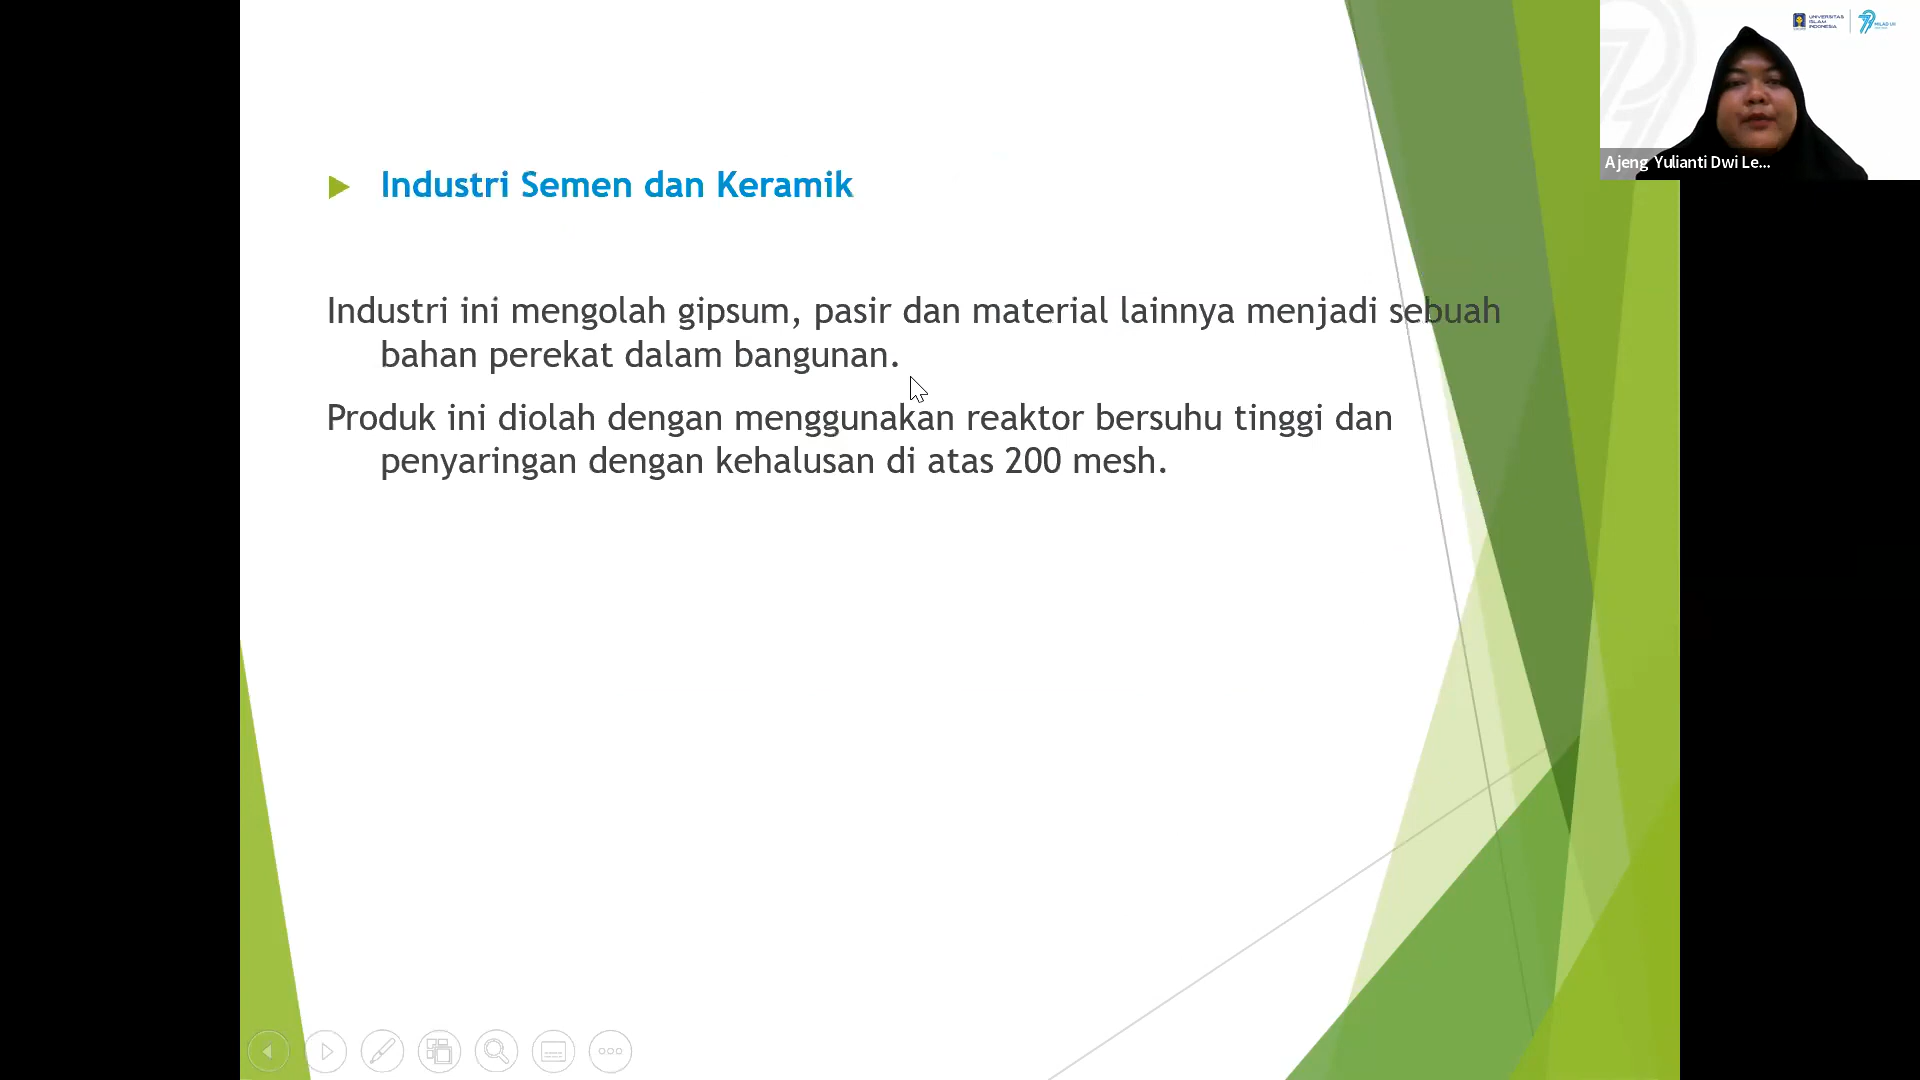 UNIVERSITAS
ISLAM
INDONESIA
Ajeng Yulianti Dwi Le...
Industri Semen dan Keramik
Industri ini mengolah gipsum, pasir dan material lainnya menjadi sebuah
bahan perekat dalam bangunan.
Produk ini diolah dengan menggunakan reaktor bersuhu tinggi dan
penyaringan dengan kehalusan di atas 200 mesh.